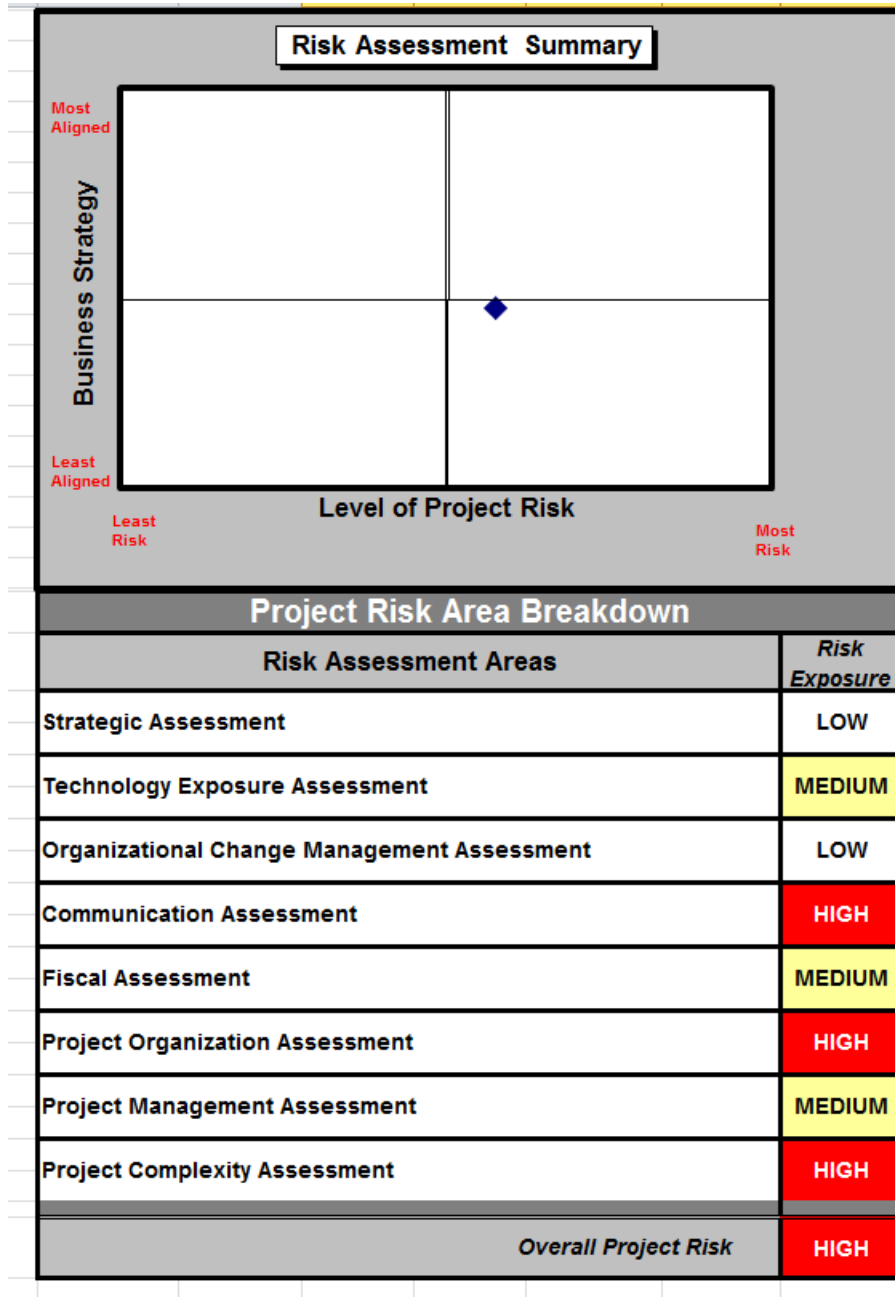 Risk Assessment Summary
Most
Aligned
Business Strategy
Least
Aligned
Level of Project Risk
Least
Risk
Most
Risk
Project Risk Area Breakdown
Risk Assessment Areas
Risk
Exposure
Strategic Assessment
LOW
Technology Exposure Assessment
MEDIUM
Organizational Change Management Assessment
LOW
Communication Assessment
HIGH
Fiscal Assessment
MEDIUM
Project Organization Assessment
HIGH
Project Management Assessment
MEDIUM
Project Complexity Assessment
HIGH
Overall Project Risk
HIGH